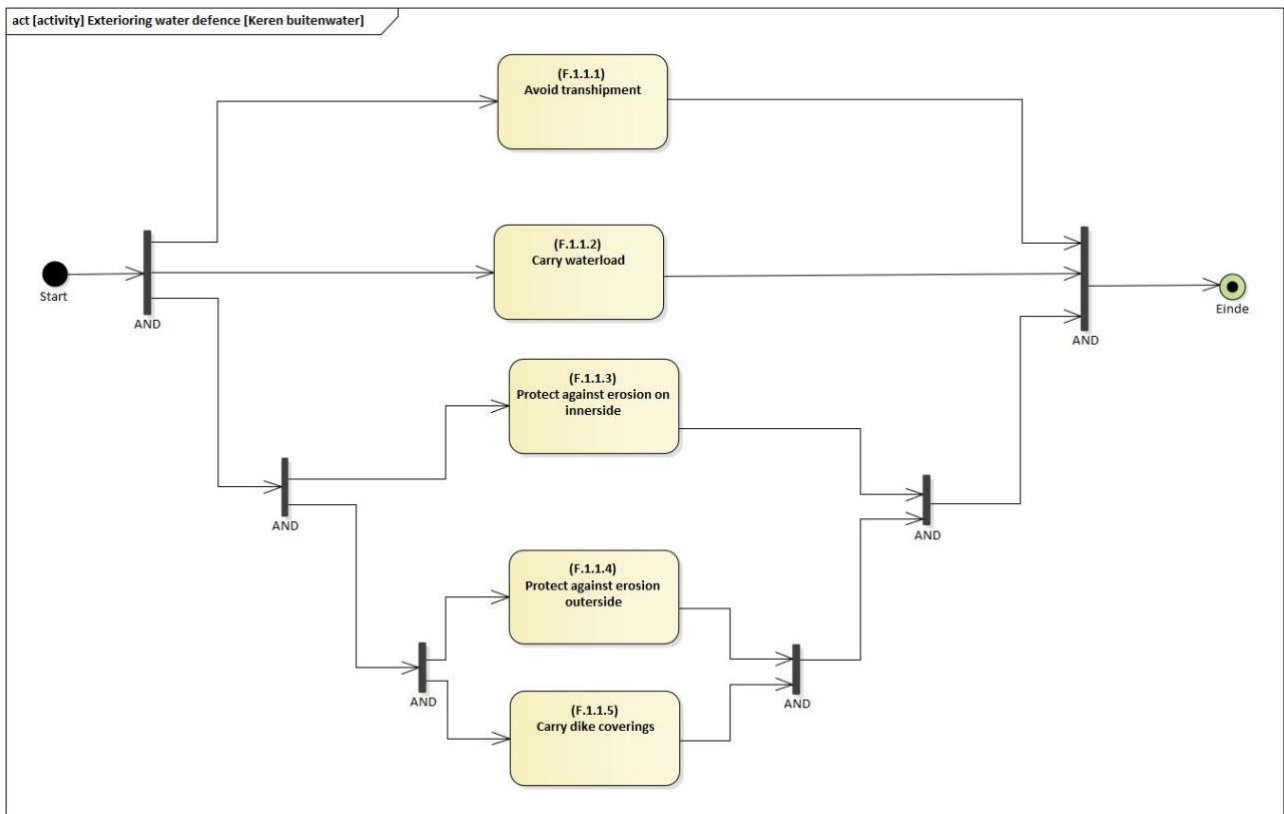 act [activity] Exterioring water defence [Keren buitenwater]
(F.1.1.1)
Avoid transhipment
(F.1.1.2)
Carry waterload
Start
AND
Einde
AND
(F.1.1.3)
Protect against erosion on
innerside
AND
AND
(F.1.1.4)
Protect against erosion
outerside
AND
AND
(F.1.1.5)
Carry dike coverings